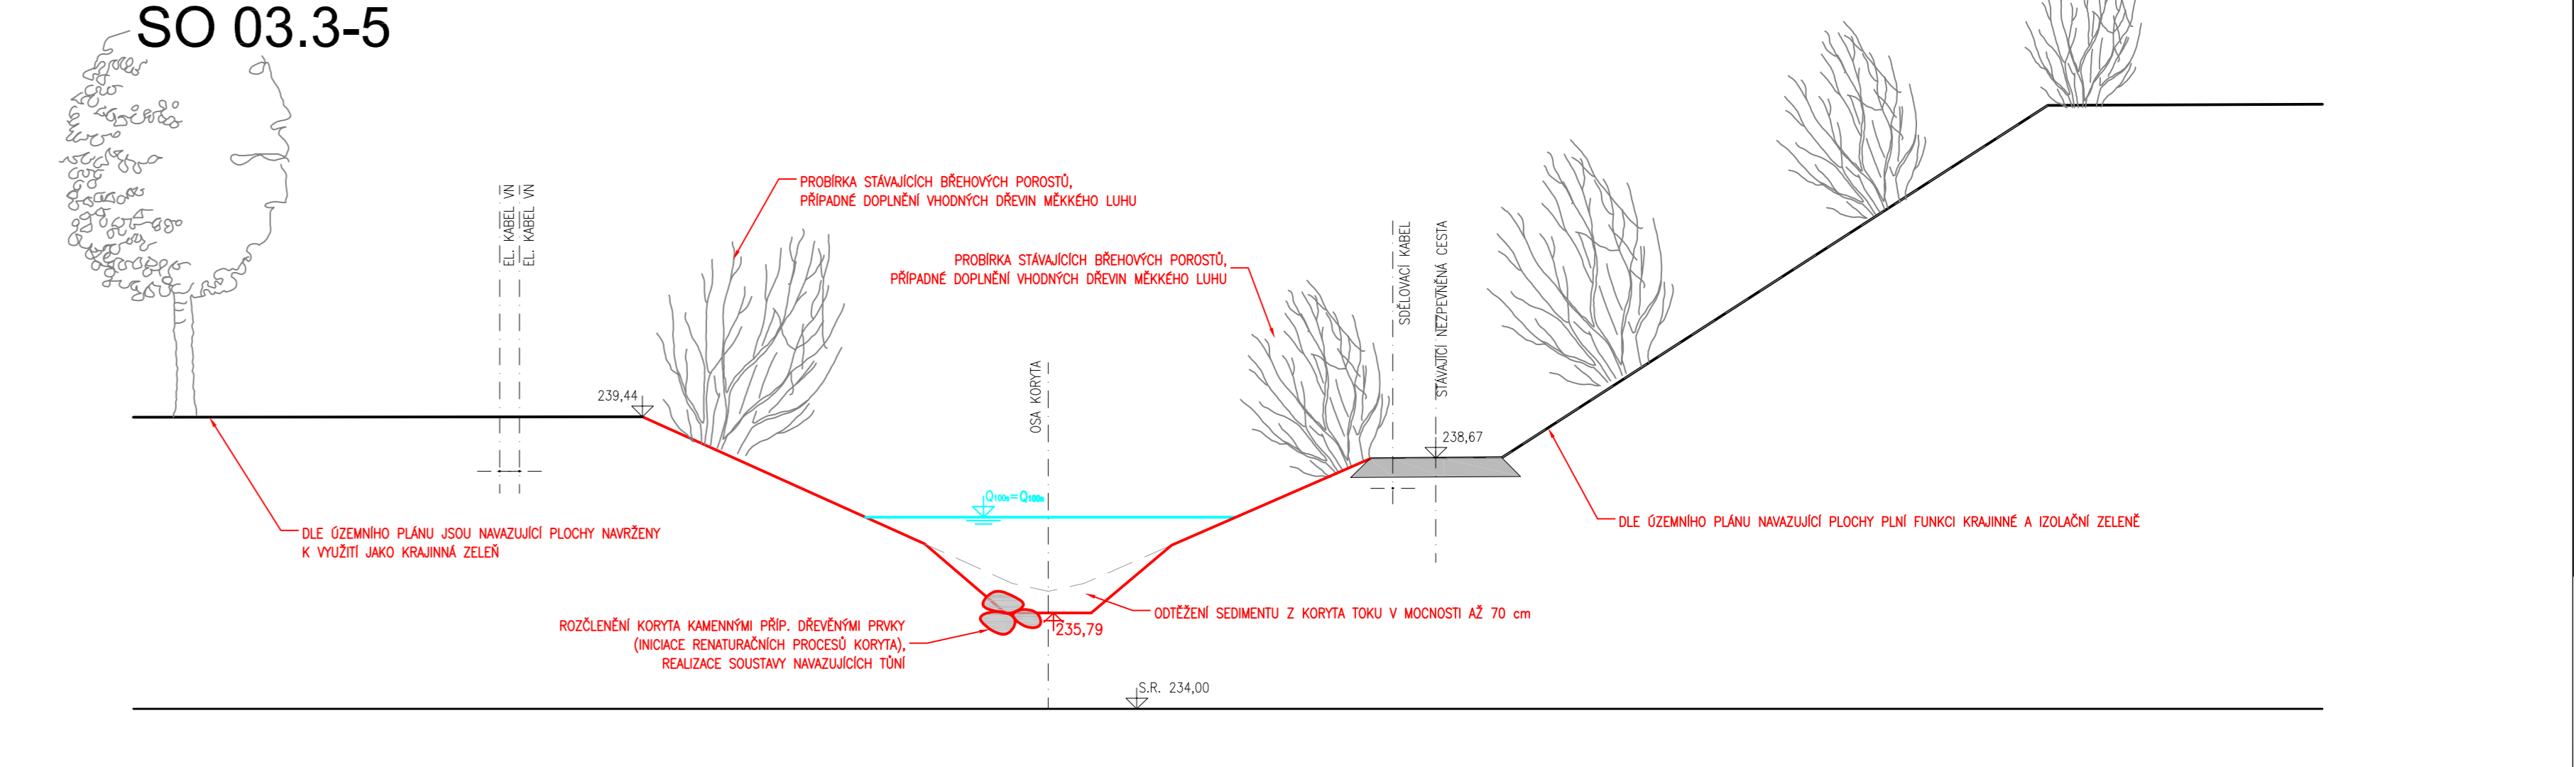 SO 03.3-5
PROBÍRKA STÁVAJÍCÍCH BŘEHOVÝCH POROSTŮ,
PŘÍPADNÉ DOPLNĚNÍ VHODNÝCH DŘEVIN MĚKKÉHO LUHU
EL. KABEL VN
EL. KABEL VN
PROBÍRKA STÁVAJÍCÍCH BŘEHOVÝCH POROSTŮ,
PŘÍPADNÉ DOPLNĚNÍ VHODNÝCH DŘEVIN MĚKKÉHO LUHU
SDĚLOVACÍ KABEL
STÁVAJÍCÍ NEZPEVNĚNÁ CESTA
OSA KORYTA
239,44
238,67
Q100s=Q100n
DLE ÚZEMNÍHO PLÁNU JSOU NAVAZUJÍCÍ PLOCHY NAVRŽENY
K VYUŽITÍ JAKO KRAJINNÁ ZELEŇ
DLE ÚZEMNÍHO PLÁNU NAVAZUJÍCÍ PLOCHY PLNÍ FUNKCI KRAJINNÉ A IZOLAČNÍ ZELENĚ
ODTĚŽENÍ SEDIMENTU Z KORYTA TOKU V MOCNOSTI AŽ 70 cm
ROZČLENĚNÍ KORYTA KAMENNÝMI PŘÍP. DŘEVĚNÝMI PRVKY
(INICIACE RENATURAČNÍCH PROCESŮ KORYTA),
REALIZACE SOUSTAVY NAVAZUJÍCÍCH TŮNÍ
235,79
S.R. 234,00